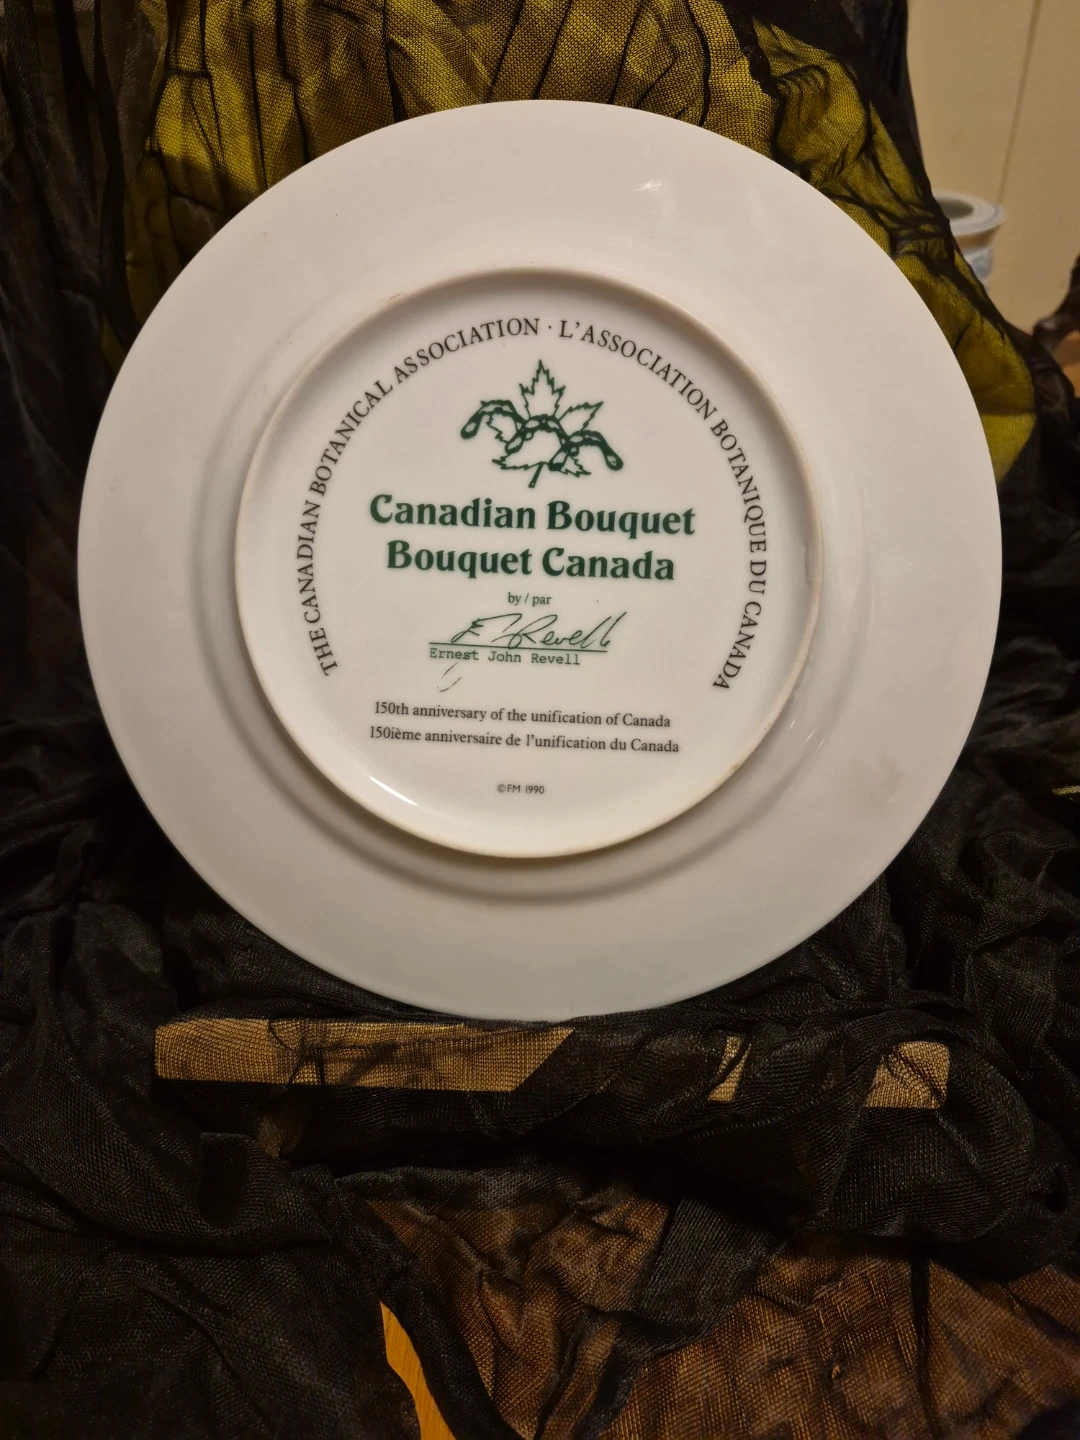 THE CANADIAN BOTANICAL ASSOCIATION · L'ASSOCIATION BOTANIQUE DU CANADA
Canadian Bouquet
Bouquet Canada
by / par
E J Revell
Ernest John Revell
150th anniversary of the unification of Canada
150ième anniversaire de l'unification du Canada
©FM 1990